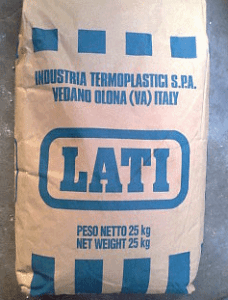 INDUSTRIA TERMOPLASTICI S.P.A.
VEDANO OLONA (VA) ITALY
LATI
PESO NETTO 25 kg
NET WEIGHT 25 kg